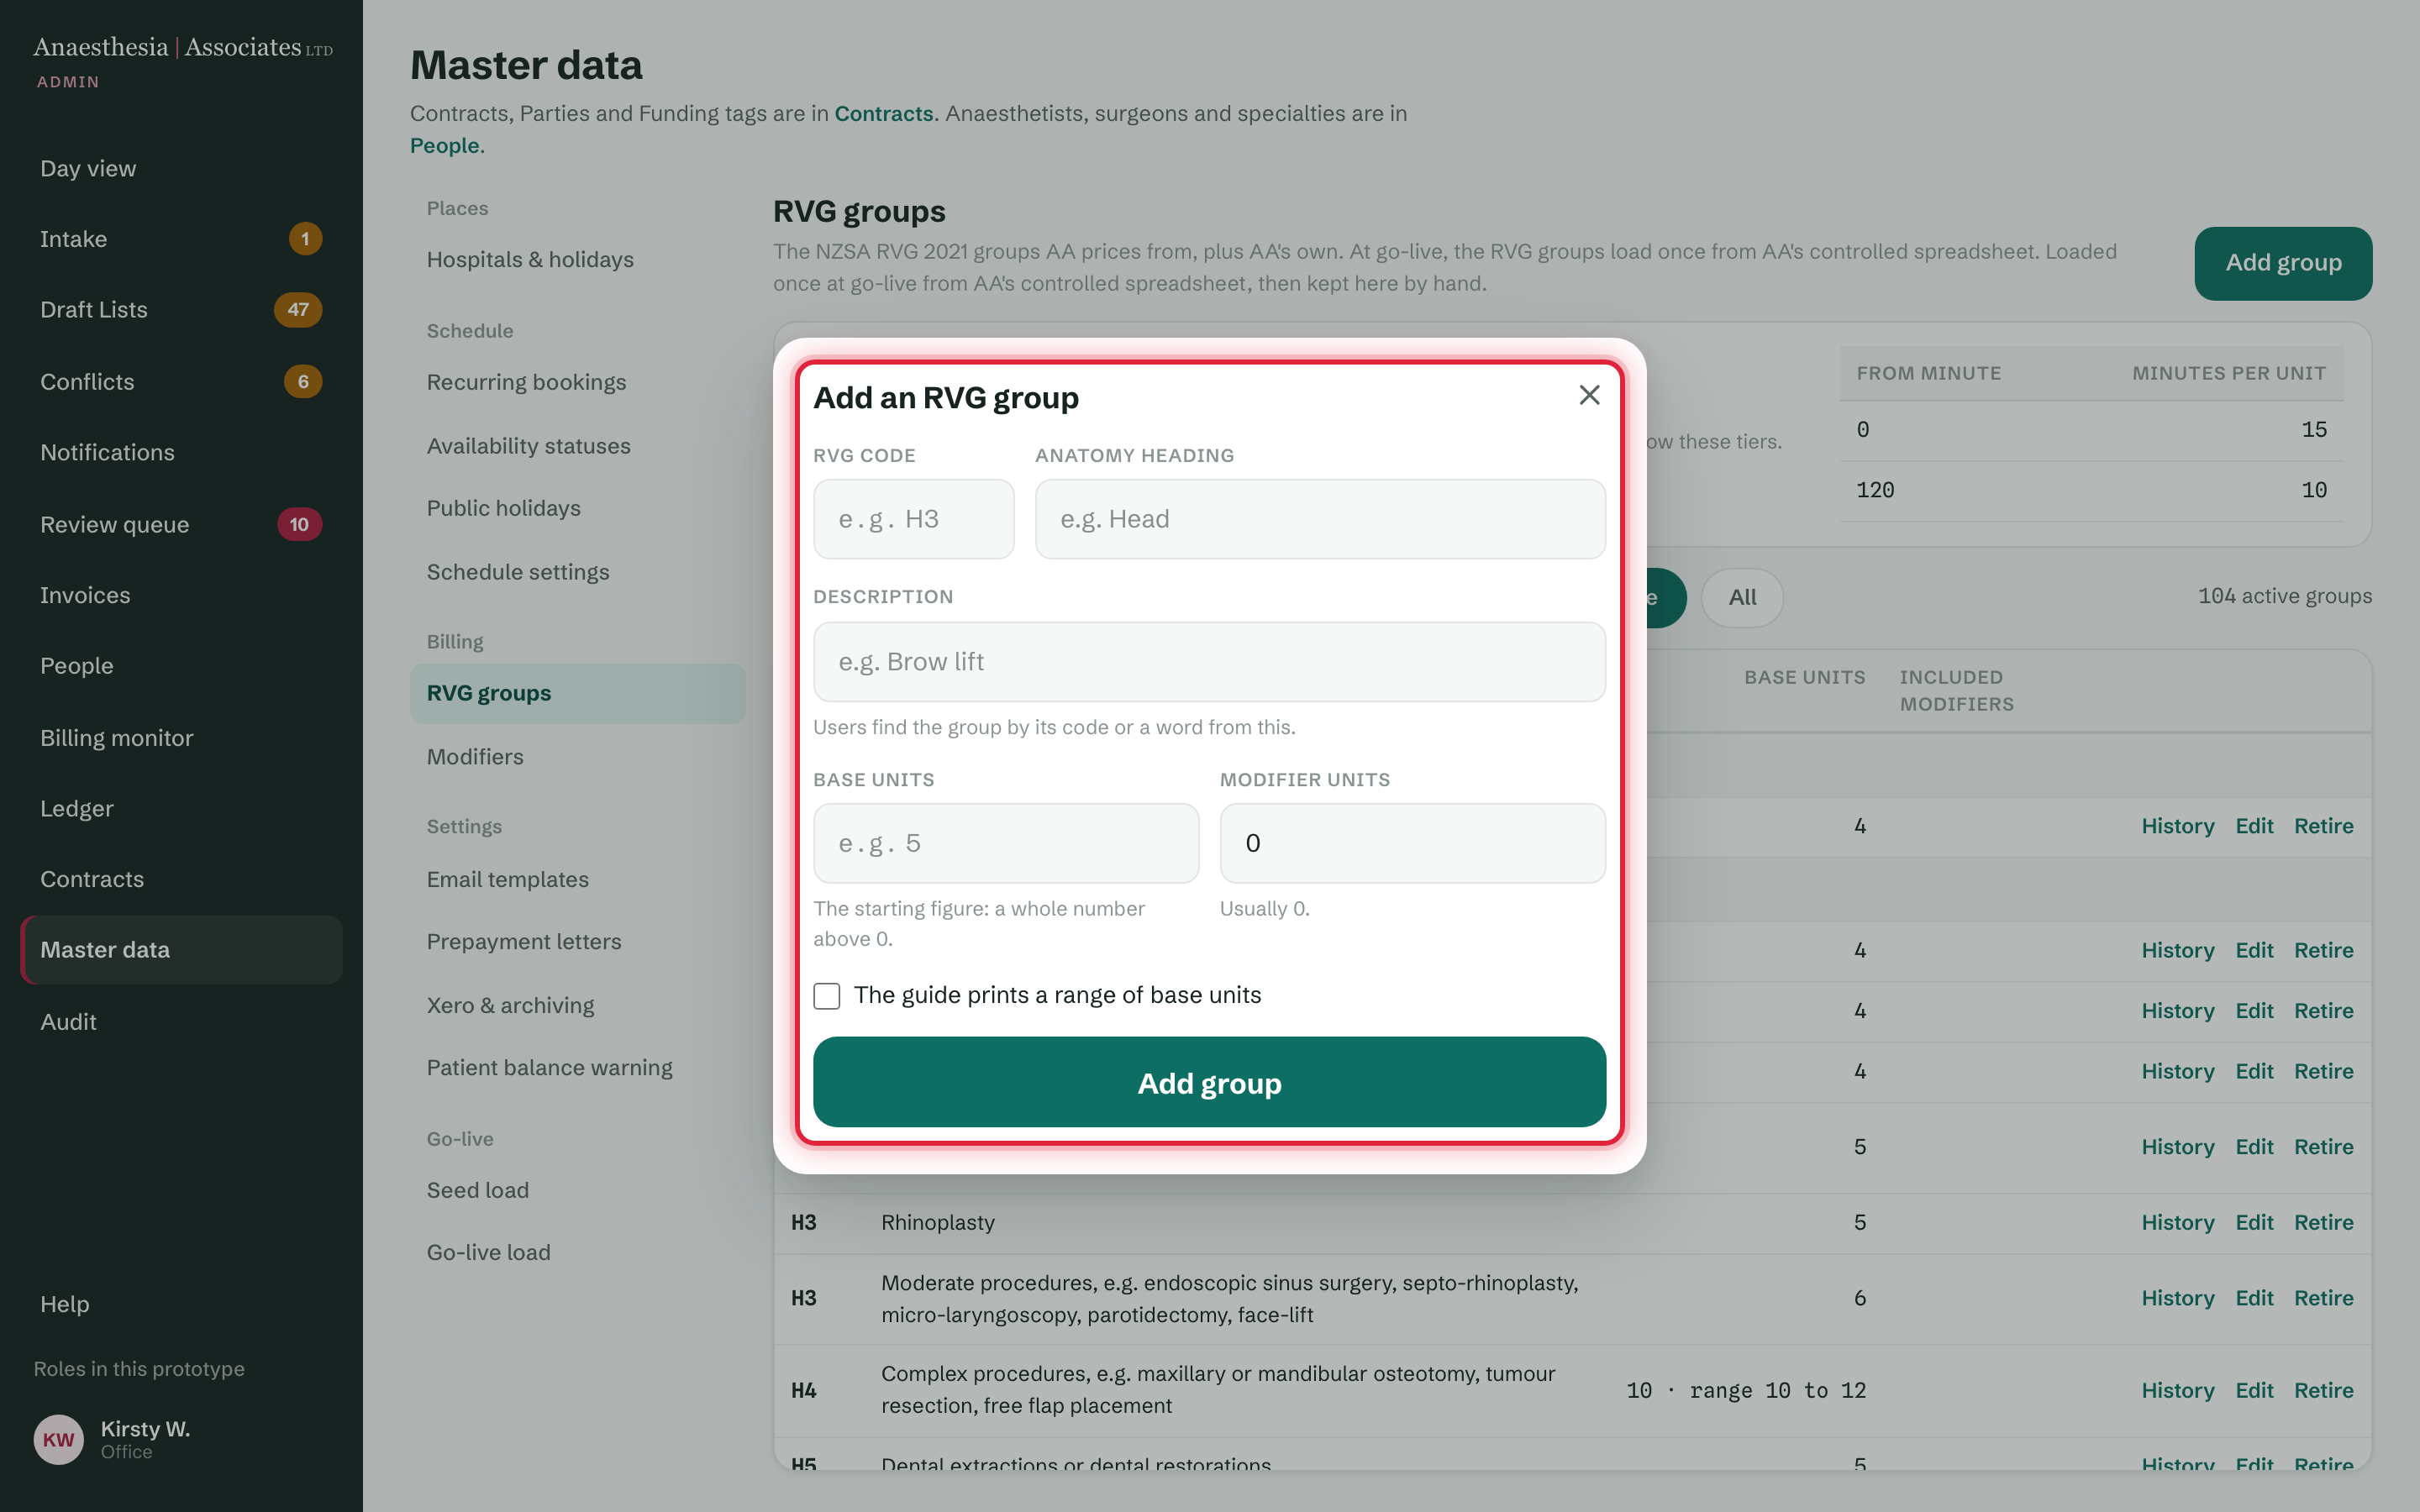 Anaesthesia | Associates LTD
ADMIN
Day view
Intake 1
Draft Lists 47
Conflicts 6
Notifications
Review queue 10
Invoices
People
Billing monitor
Ledger
Contracts
Master data
Audit
Help
Roles in this prototype
KW
Kirsty W.
Office
Master data
Contracts, Parties and Funding tags are in Contracts. Anaesthetists, surgeons and specialties are in
People.
Places
Hospitals & holidays
Schedule
Recurring bookings
Availability statuses
Public holidays
Schedule settings
Billing
RVG groups
Modifiers
Settings
Email templates
Prepayment letters
Xero & archiving
Patient balance warning
Go-live
Seed load
Go-live load
RVG groups
The NZSA RVG 2021 groups AA prices from, plus AA's own. At go-live, the RVG groups load once from AA's controlled spreadsheet. Loaded
once at go-live from AA's controlled spreadsheet, then kept here by hand.
Add group
FROM MINUTE MINUTES PER UNIT
0 15
ow these tiers.
120 10
e All 104 active groups
BASE UNITS INCLUDED
MODIFIERS
Add an RVG group
RVG CODE ANATOMY HEADING
e.g. H3 e.g. Head
DESCRIPTION
e.g. Brow lift
Users find the group by its code or a word from this.
BASE UNITS MODIFIER UNITS
e.g. 5 0
The starting figure: a whole number
above 0.
Usually 0.
The guide prints a range of base units
Add group
4 History Edit Retire
4 History Edit Retire
4 History Edit Retire
4 History Edit Retire
5 History Edit Retire
H3 Rhinoplasty 5 History Edit Retire
H3 Moderate procedures, e.g. endoscopic sinus surgery, septo-rhinoplasty,
micro-laryngoscopy, parotidectomy, face-lift 6 History Edit Retire
H4 Complex procedures, e.g. maxillary or mandibular osteotomy, tumour
resection, free flap placement 10 · range 10 to 12 History Edit Retire
H5 Dental extractions or dental restorations 5 History Edit Retire